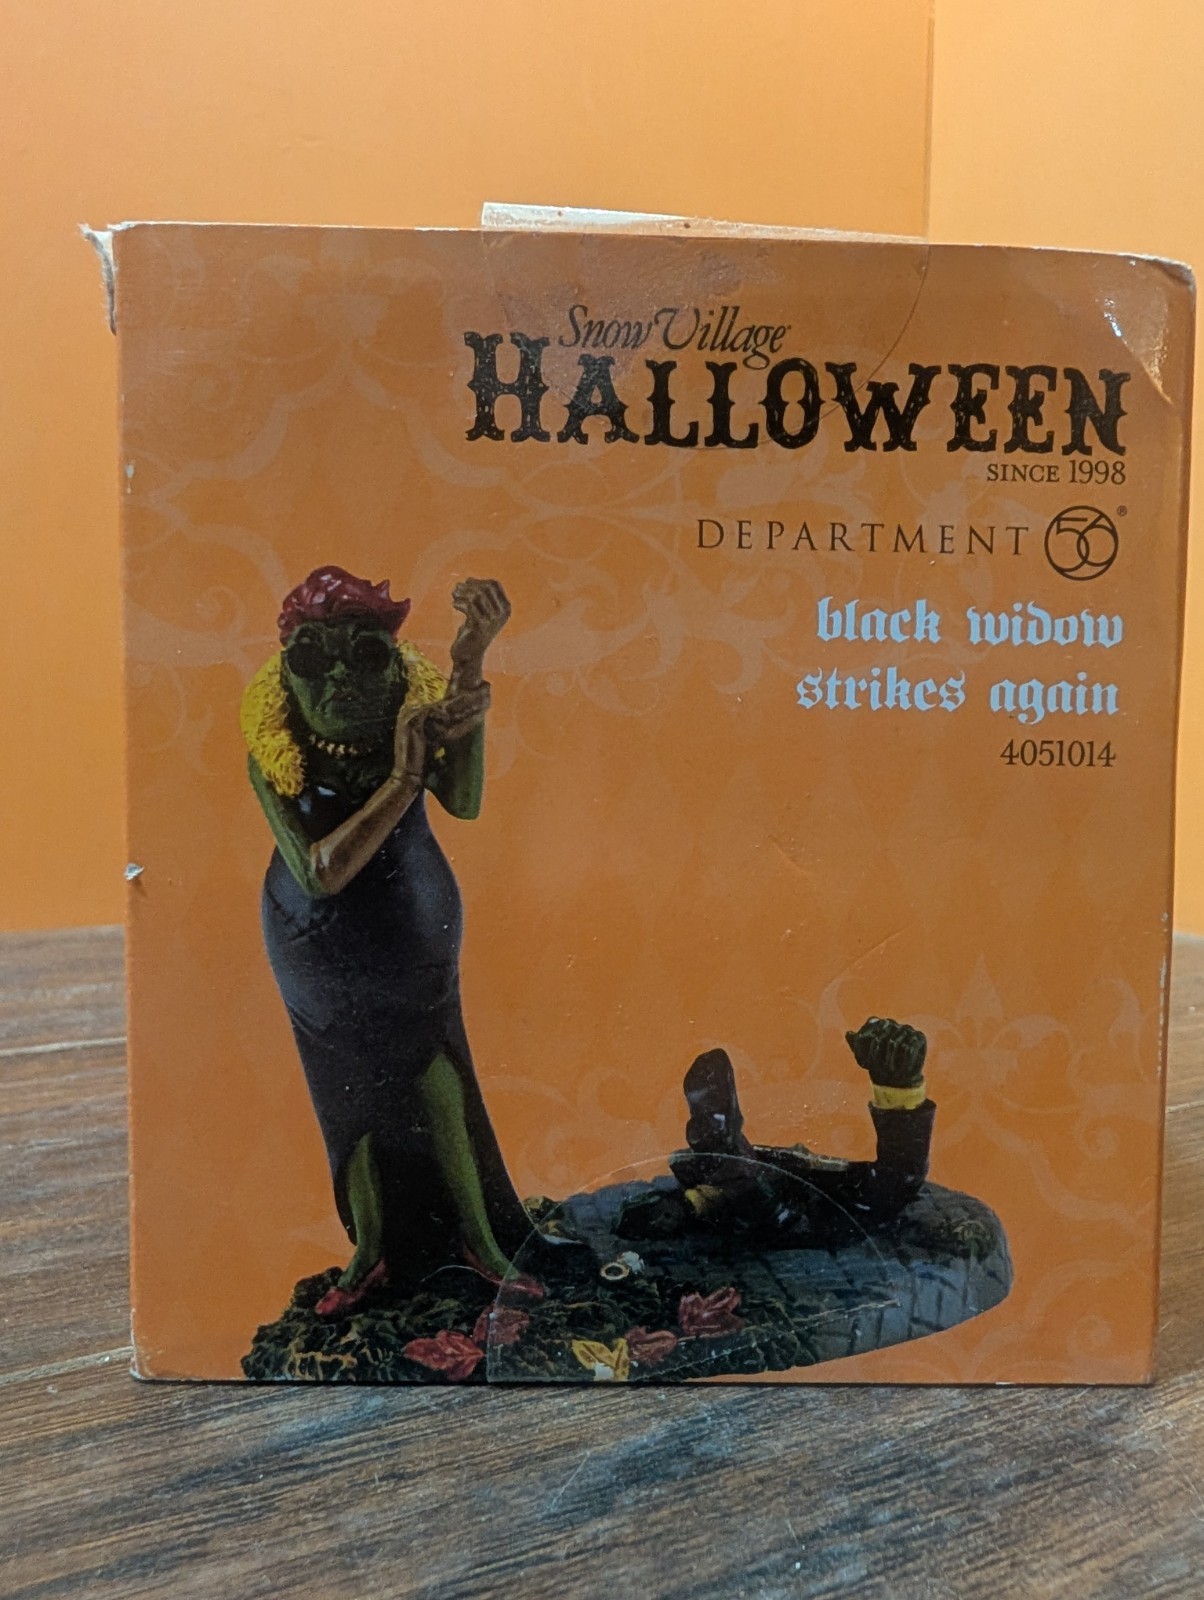 Snow Village
HALLOWEEN
SINCE 1998
DEPARTMENT 56®
black widow
strikes again
4051014